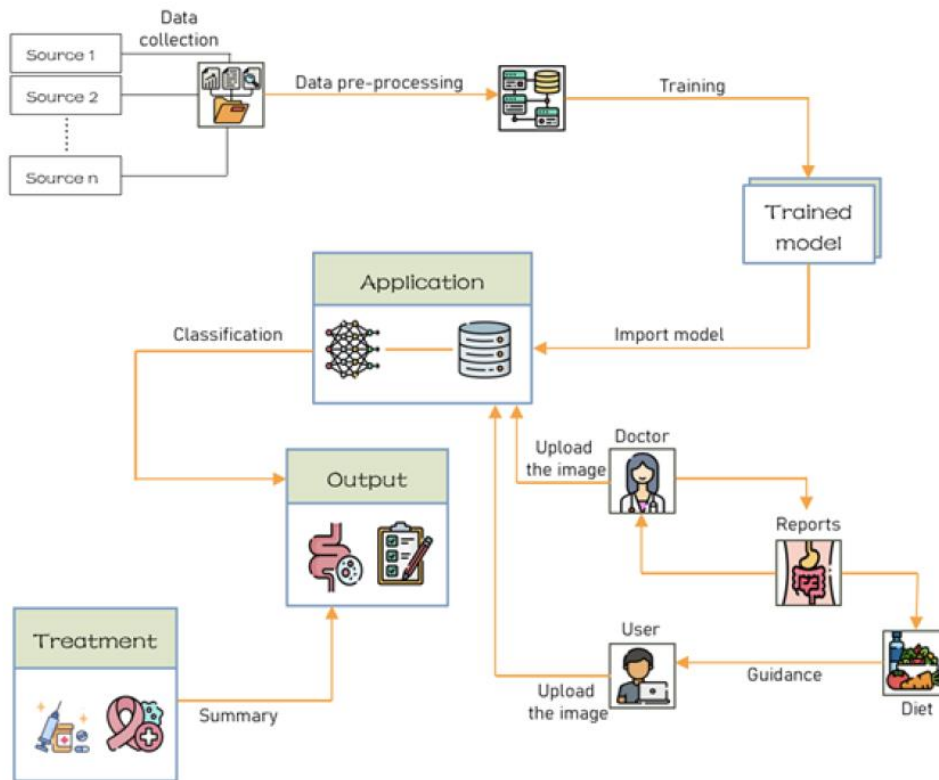 Data
collection
Source 1
Source 2
Source n
Data pre-processing
Training
Trained
model
Application
Classification
Import model
Upload
the image
Doctor
Output
Reports
Treatment
User
Guidance
Upload
the image
Summary
Diet